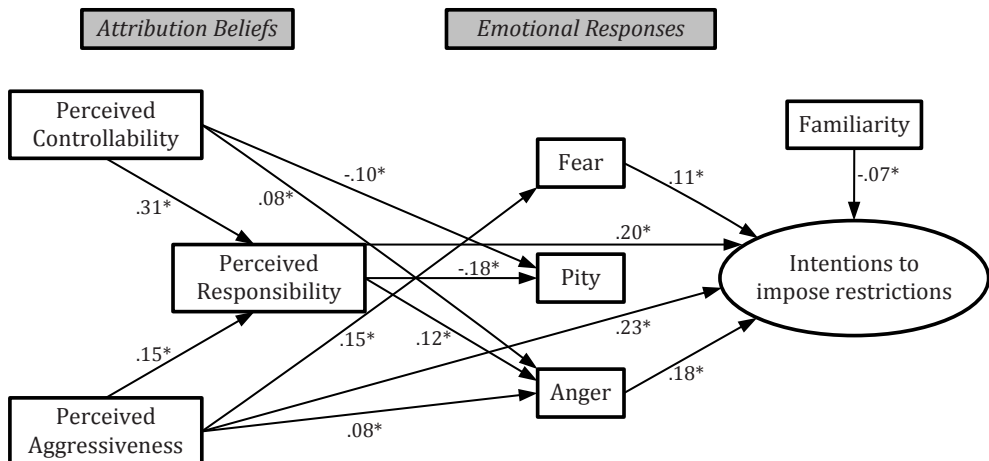 Attribution Beliefs
Emotional Responses
Perceived
Controllability
Familiarity
Fear
-.10*
.11*
-.07*
.31*
.08*
.20*
Perceived
Responsibility
-.18*
Pity
Intentions to
impose restrictions
.15*
.15*
.12*
.23*
Anger
.18*
Perceived
Aggressiveness
.08*